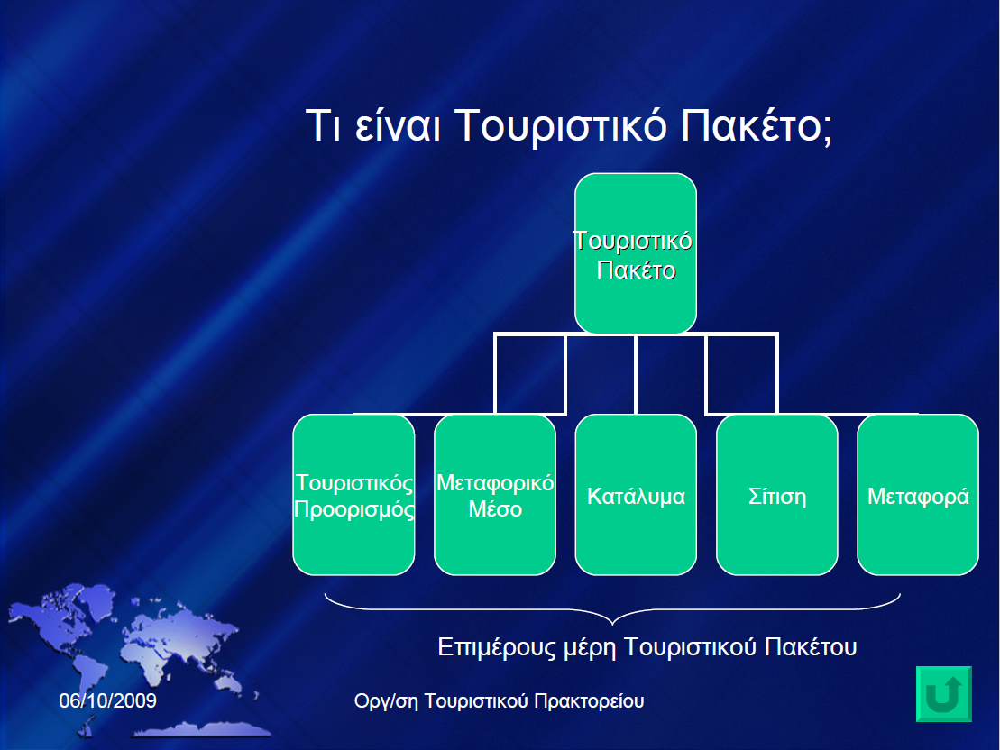 Τι είναι Τουριστικό Πακέτο;
Τουριστικό
Πακέτο
Τουριστικός
Προορισμός
Μεταφορικό
Μέσο
Κατάλυμα
Σίτιση
Μεταφορά
Επιμέρους μέρη Τουριστικού Πακέτου
06/10/2009
Οργ/ση Τουριστικού Πρακτορείου